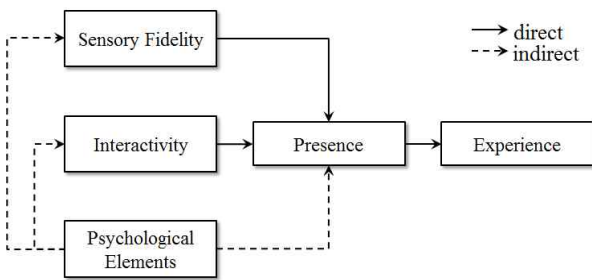 Sensory Fidelity
direct
indirect
Interactivity
Presence
Experience
Psychological
Elements